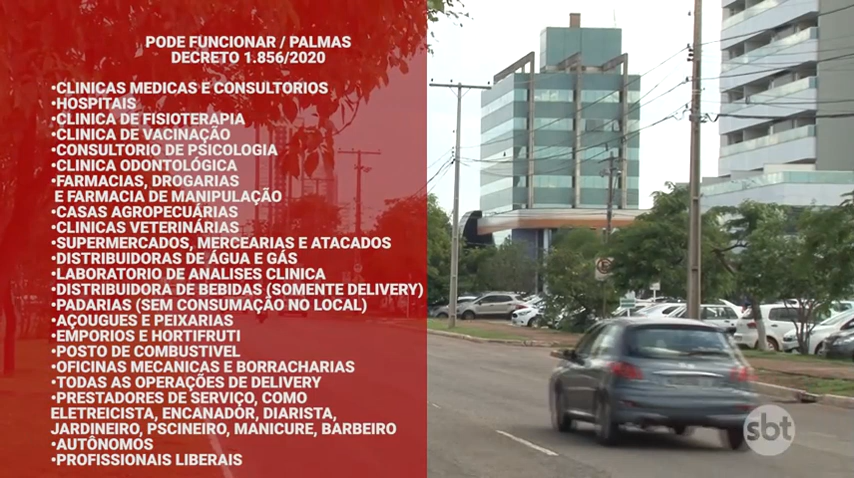 PODE FUNCIONAR / PALMAS
DECRETO 1.856/2020
•CLINICAS MEDICAS E CONSULTORIOS
•HOSPITAIS
•CLINICA DE FISIOTERAPIA
•CLINICA DE VACINAÇÃO
•CONSULTORIO DE PSICOLOGIA
•CLINICA ODONTOLÓGICA
•FARMACIAS, DROGARIAS
E FARMACIA DE MANIPULAÇÃO
•CASAS AGROPECUÁRIAS
•CLINICAS VETERINÁRIAS
•SUPERMERCADOS, MERCEARIAS E ATACADOS
•DISTRIBUIDORAS DE ÁGUA E GÁS
•LABORATORIO DE ANALISES CLINICA
•DISTRIBUIDORA DE BEBIDAS (SOMENTE DELIVERY)
•PADARIAS (SEM CONSUMAÇÃO NO LOCAL)
•AÇOUGUES E PEIXARIAS
•EMPORIOS E HORTIFRUTI
•POSTO DE COMBUSTIVEL
•OFICINAS MECANICAS E BORRACHARIAS
•TODAS AS OPERAÇÕES DE DELIVERY
•PRESTADORES DE SERVIÇO, COMO
ELETREICISTA, ENCANADOR, DIARISTA,
JARDINEIRO, PSCINEIRO, MANICURE, BARBEIRO
•AUTÔNOMOS
•PROFISSIONAIS LIBERAIS
sbt